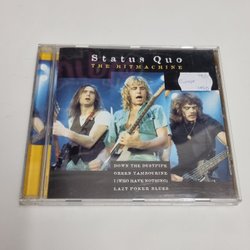 Status Quo
THE HITMACHINE
DOWN THE DUSTPIPE
GREEN TAMBOURINE
I (WHO HAVE NOTHING)
LAZY POKER BLUES